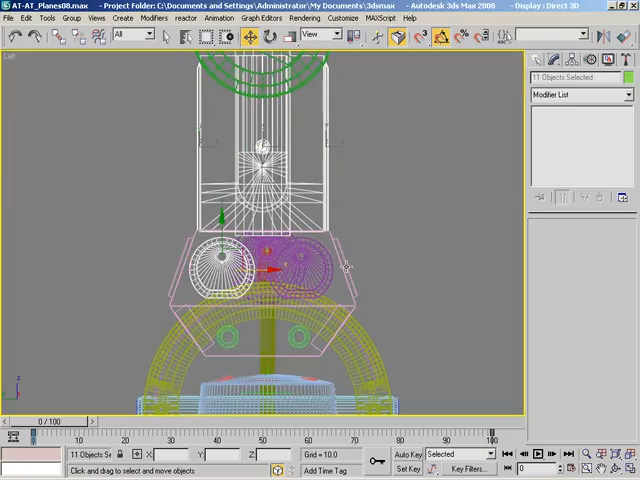 AT-AT_Planes08.max - Project Folder: C:\Documents and Settings\Administrator\My Documents\3dsmax - Autodesk 3ds Max 2008 - Display : Direct 3D
File Edit Tools Group Views Create Modifiers reactor Animation Graph Editors Rendering Customize MAXScript Help
All View
Left
11 Objects Selected
Modifier List
0 / 100
0 10 20 30 40 50 60 70 80 90 100
11 Objects Se X: Y: Z: Grid = 10.0 Auto Key Selected
Click and drag to select and move objects Add Time Tag Set Key Key Filters... 0